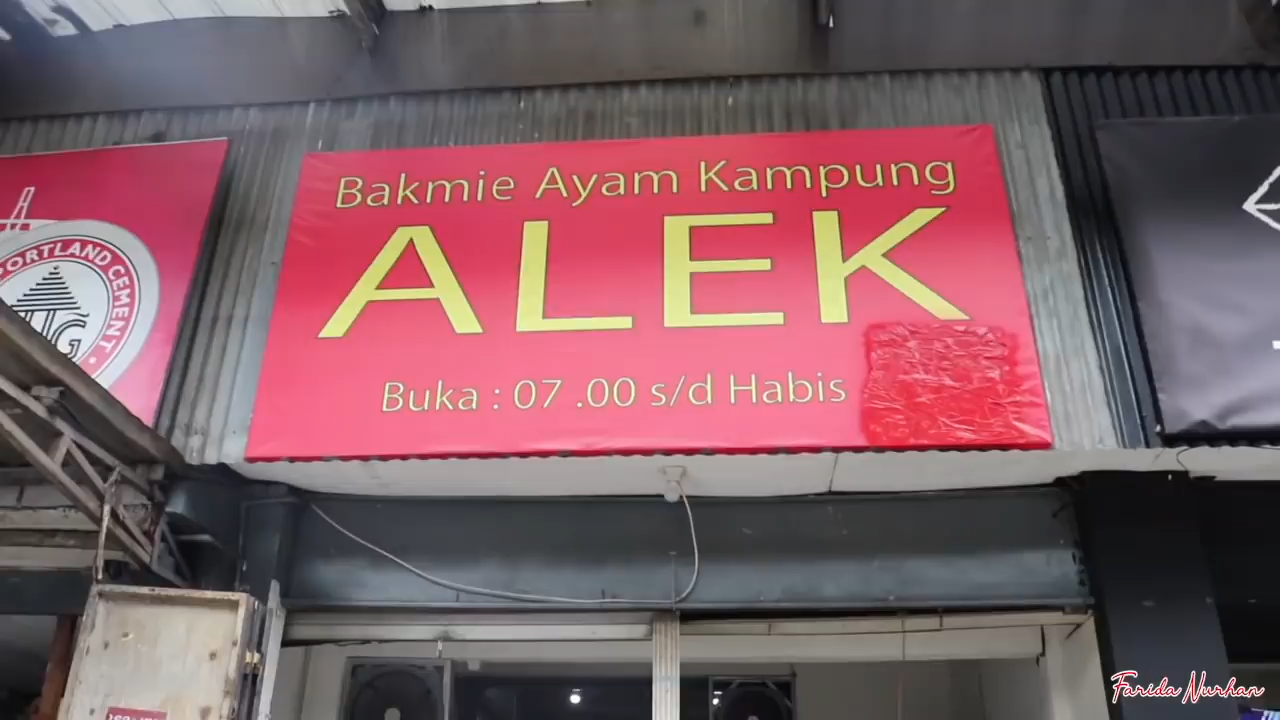 Bakmie Ayam Kampung
ALEK
Buka : 07 .00 s/d Habis
PORTLAND CEMENT
Farida Nurhan